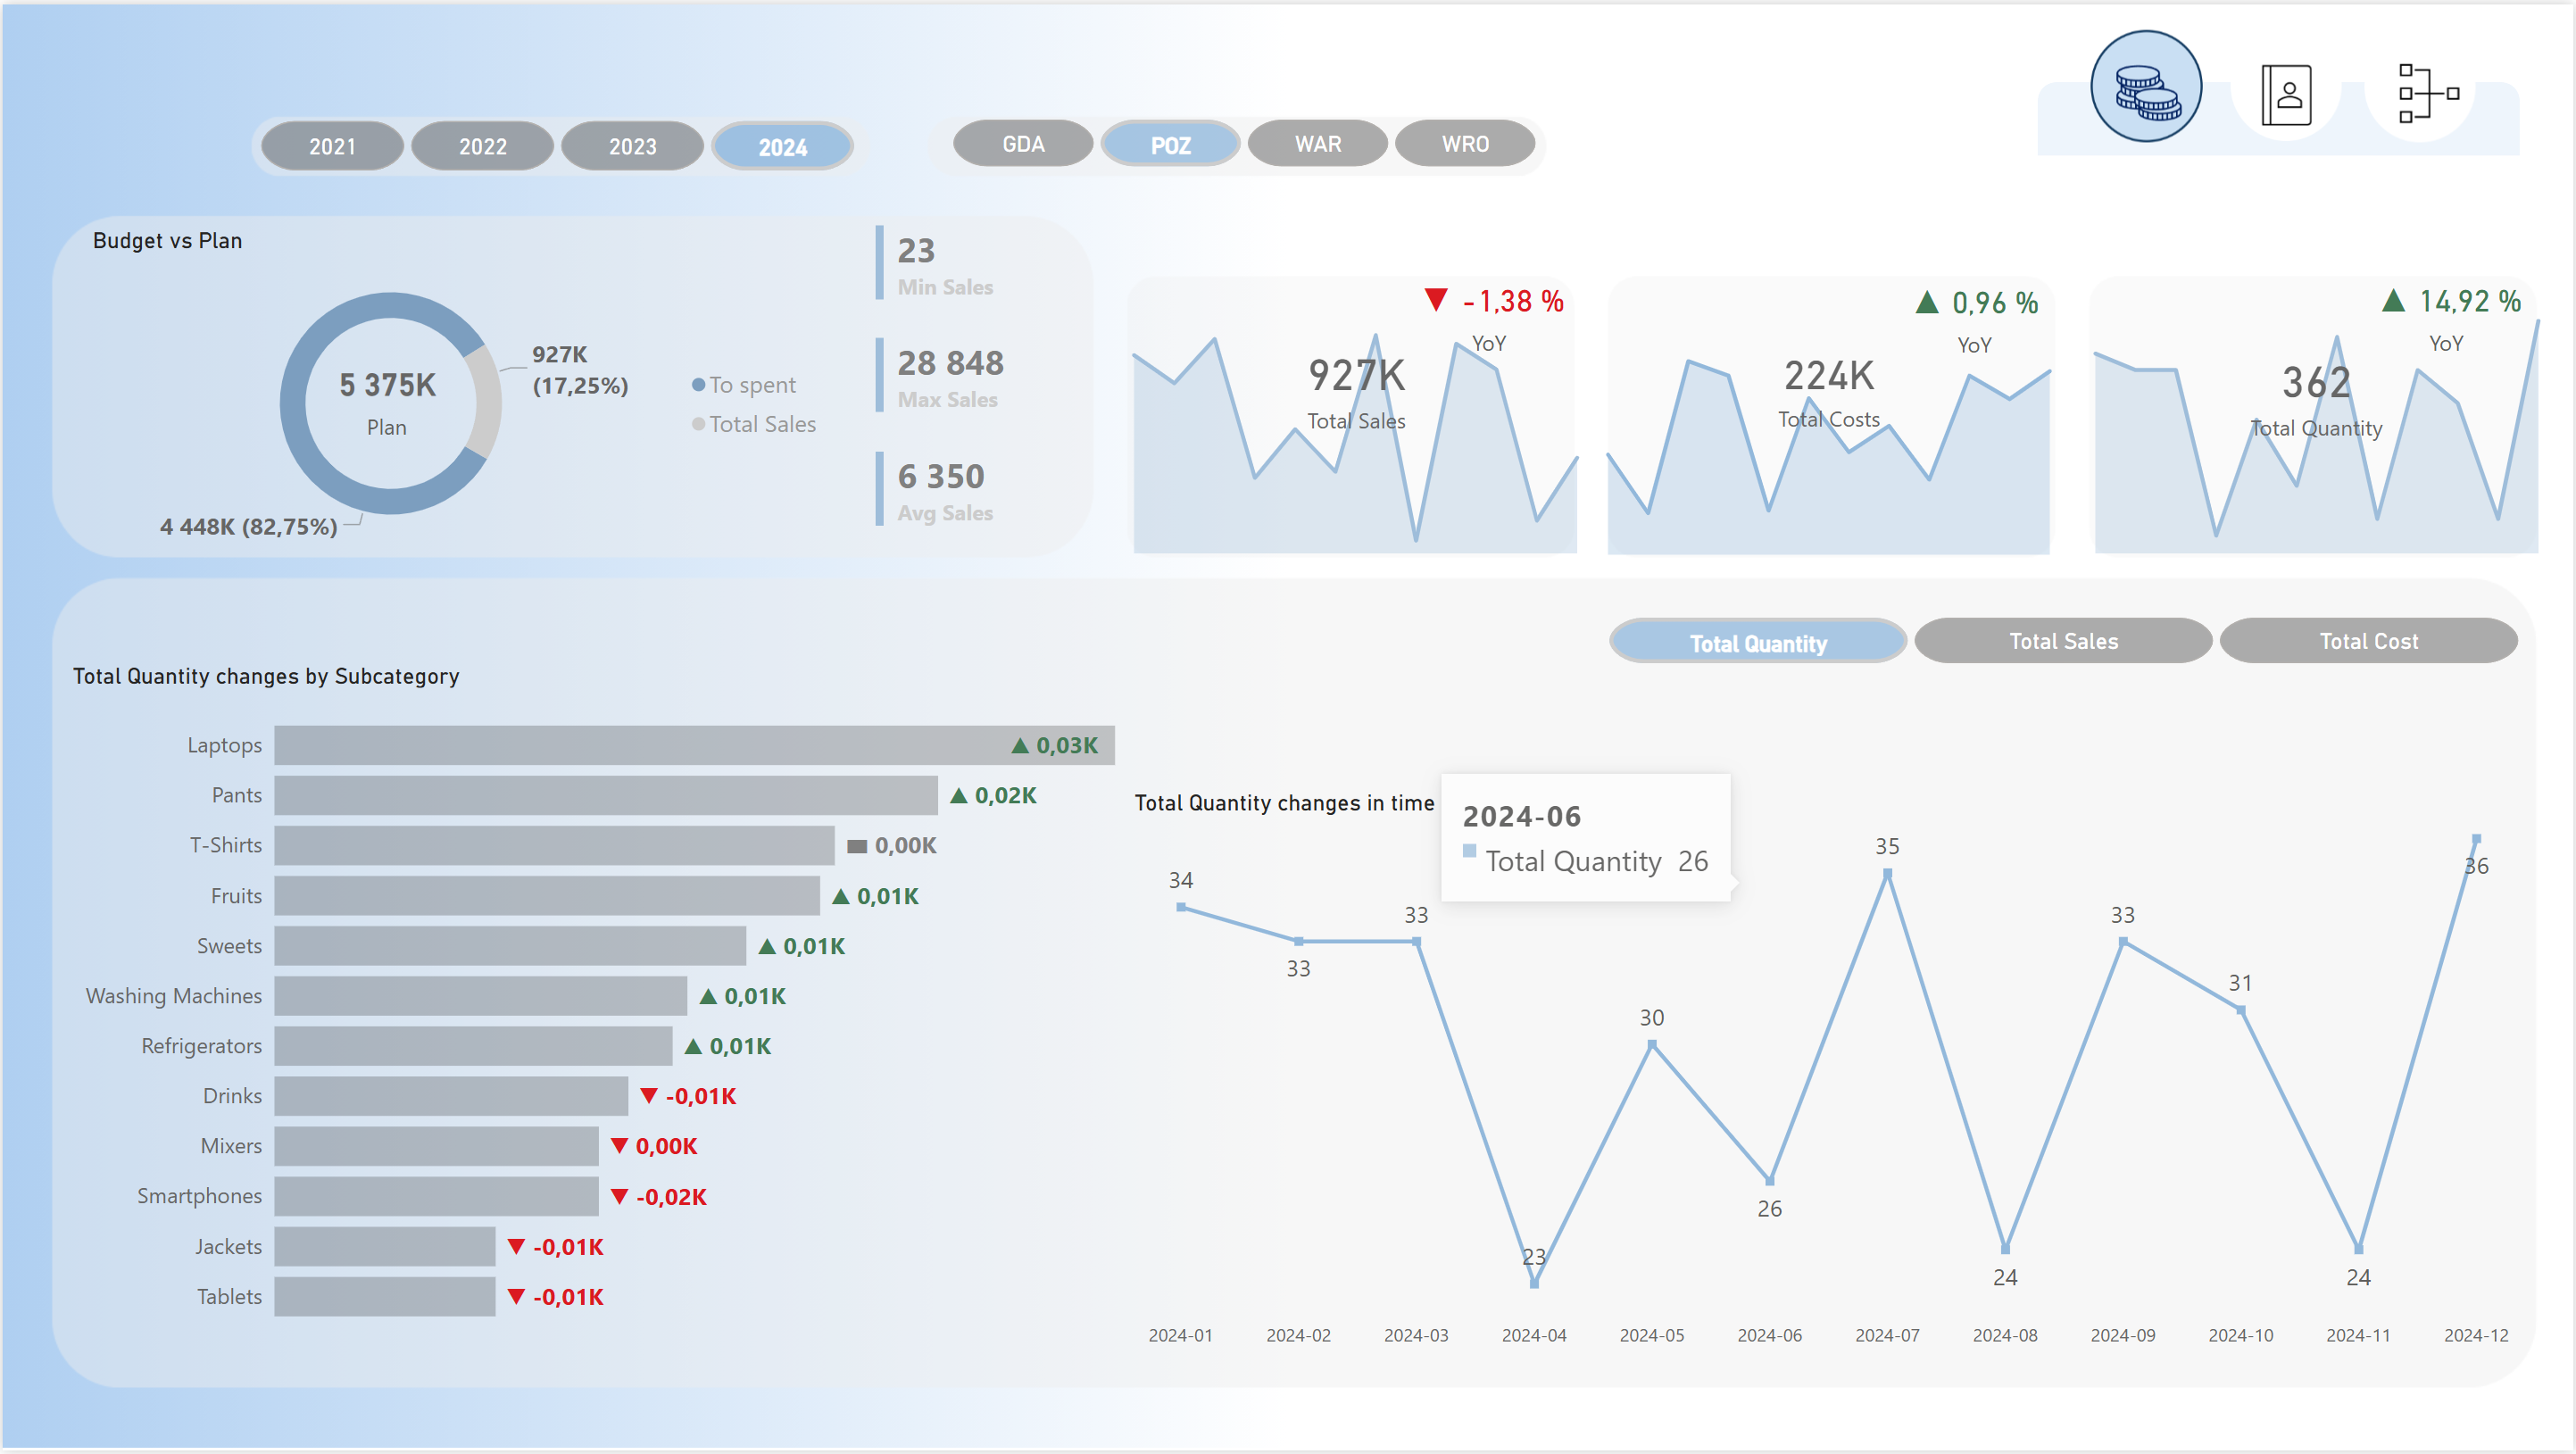 2021 2022 2023 2024
GDA POZ WAR WRO
Budget vs Plan
5 375K
Plan
927K
(17,25%)
4 448K (82,75%)
To spent
Total Sales
23
Min Sales
28 848
Max Sales
6 350
Avg Sales
-1,38 %
YoY
927K
Total Sales
0,96 %
YoY
224K
Total Costs
14,92 %
YoY
362
Total Quantity
Total Quantity Total Sales Total Cost
Total Quantity changes by Subcategory
Laptops 0,03K
Pants 0,02K
T-Shirts 0,00K
Fruits 0,01K
Sweets 0,01K
Washing Machines 0,01K
Refrigerators 0,01K
Drinks -0,01K
Mixers 0,00K
Smartphones -0,02K
Jackets -0,01K
Tablets -0,01K
Total Quantity changes in time
2024-06
Total Quantity 26
34 33 33 23 30 26 35 24 33 31 24 36
2024-01 2024-02 2024-03 2024-04 2024-05 2024-06 2024-07 2024-08 2024-09 2024-10 2024-11 2024-12